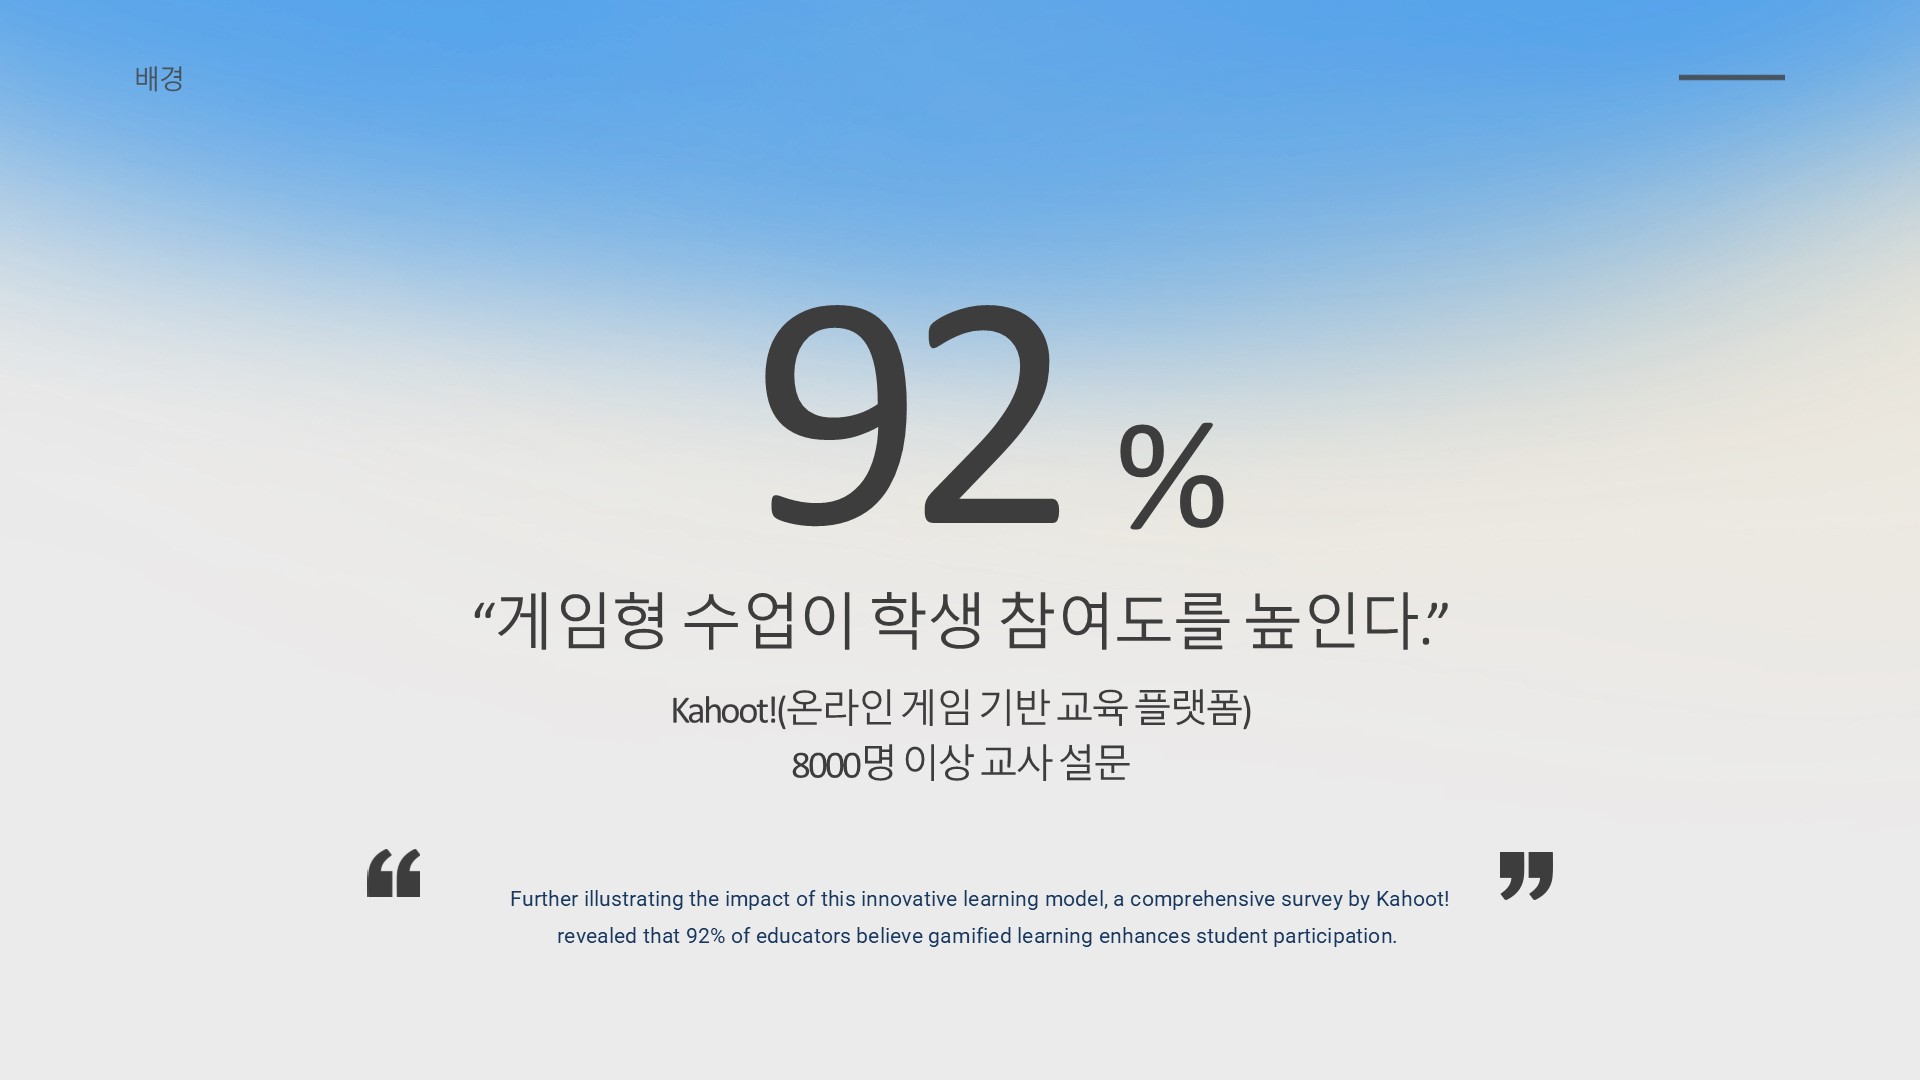 배경
92 %
“게임형 수업이 학생 참여도를 높인다.”
Kahoot!(온라인 게임 기반 교육 플랫폼)
8000명 이상 교사 설문
“ ”
Further illustrating the impact of this innovative learning model, a comprehensive survey by Kahoot!
revealed that 92% of educators believe gamified learning enhances student participation.